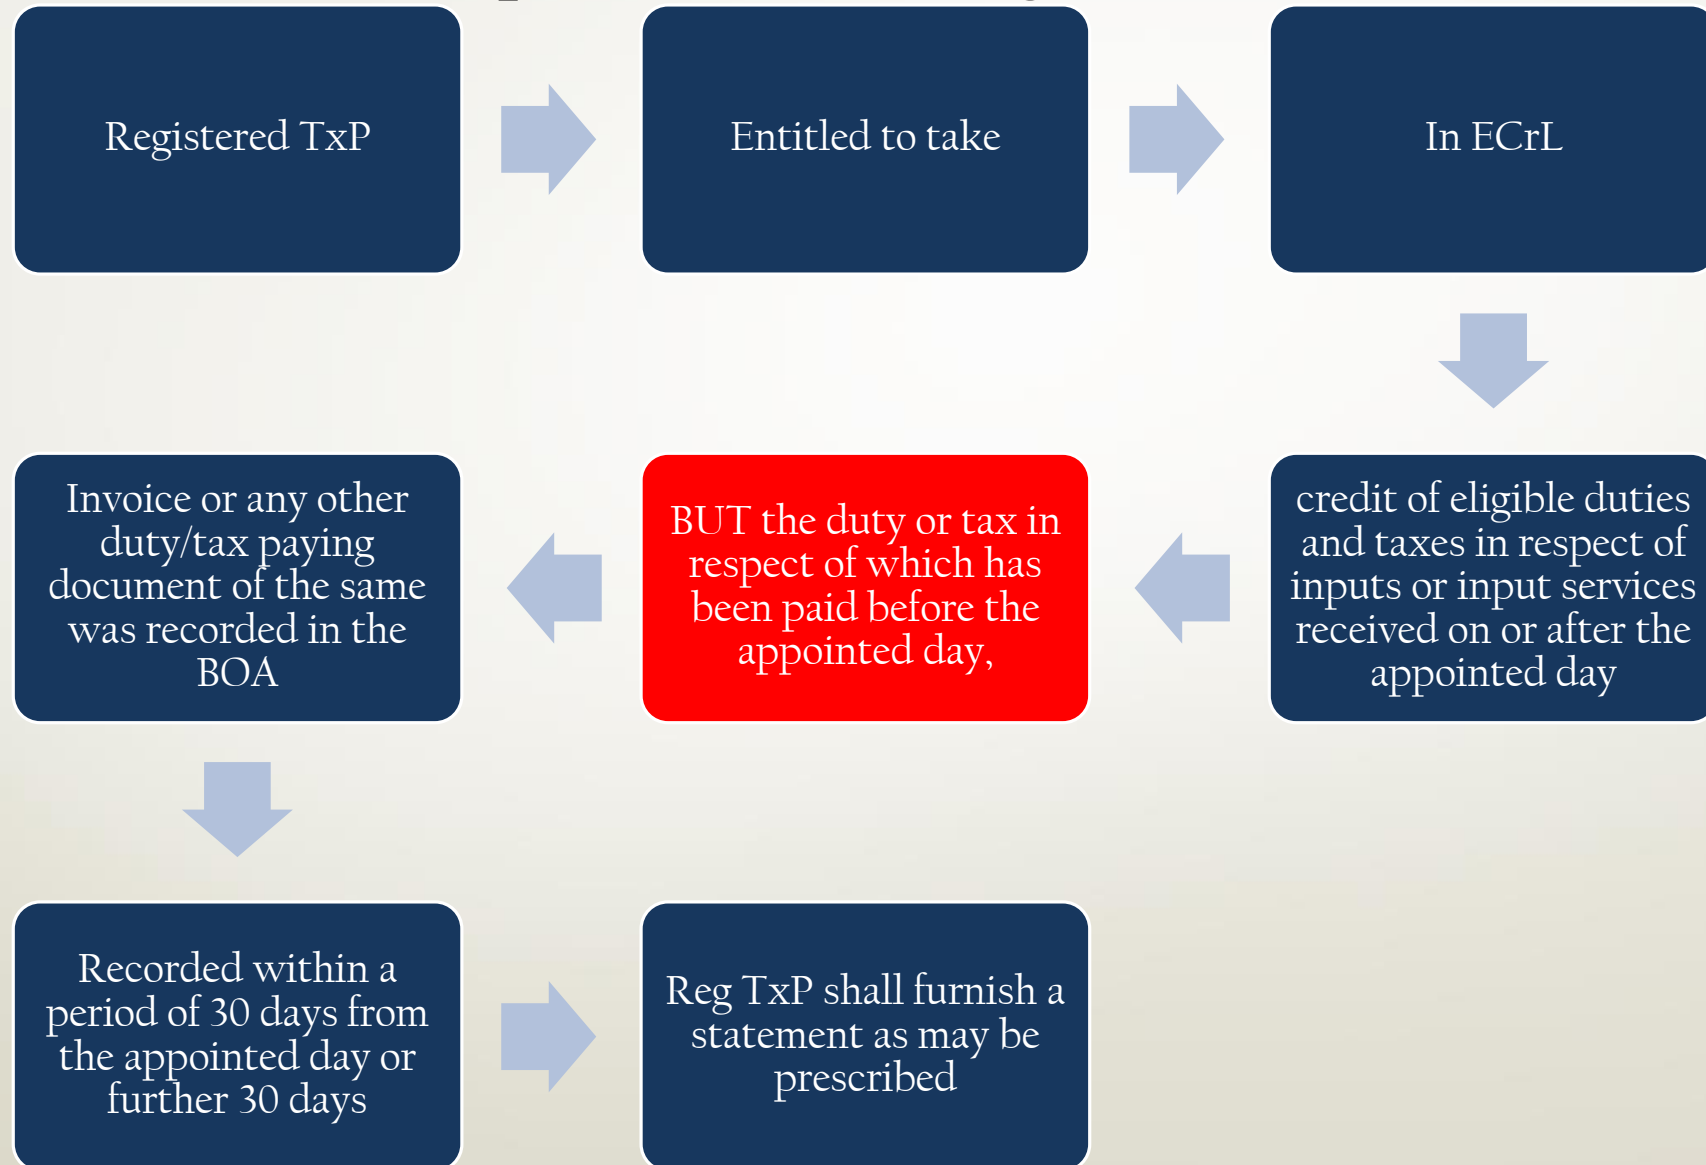 Registered TxP
Entitled to take
In ECrL
credit of eligible duties
and taxes in respect of
inputs or input services
received on or after the
appointed day
BUT the duty or tax in
respect of which has
been paid before the
appointed day,
Invoice or any other
duty/tax paying
document of the same
was recorded in the
BOA
Recorded within a
period of 30 days from
the appointed day or
further 30 days
Reg TxP shall furnish a
statement as may be
prescribed